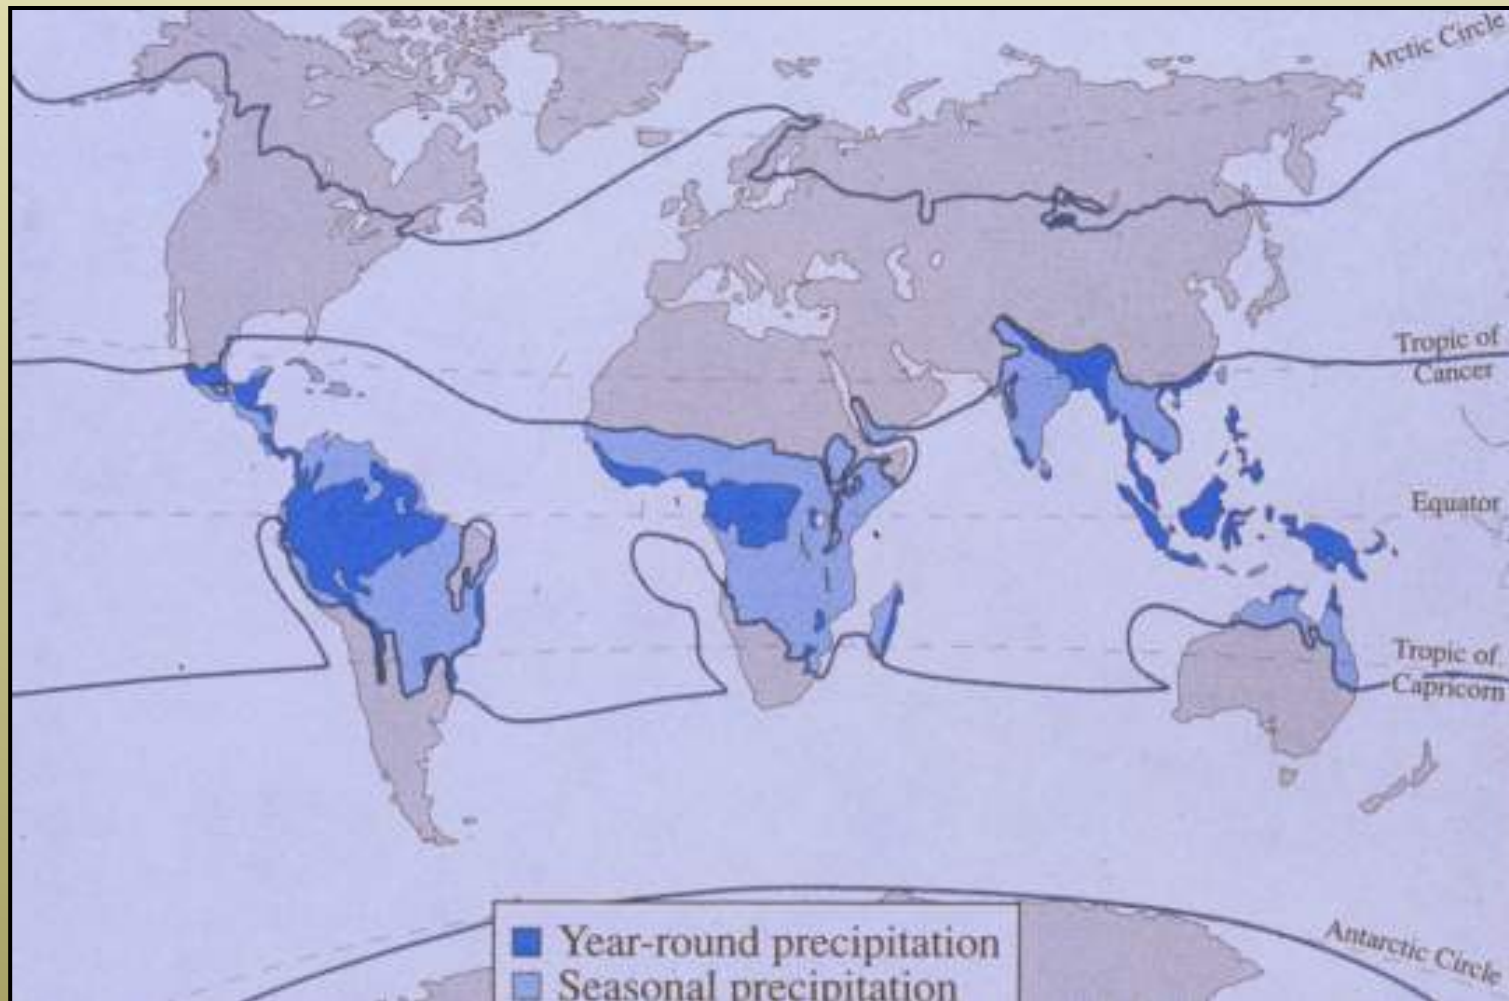 Arctic Circle
Tropic of
Cancer
Equator
Tropic of
Capricorn
Antarctic Circle
Year-round precipitation
Seasonal precipitation